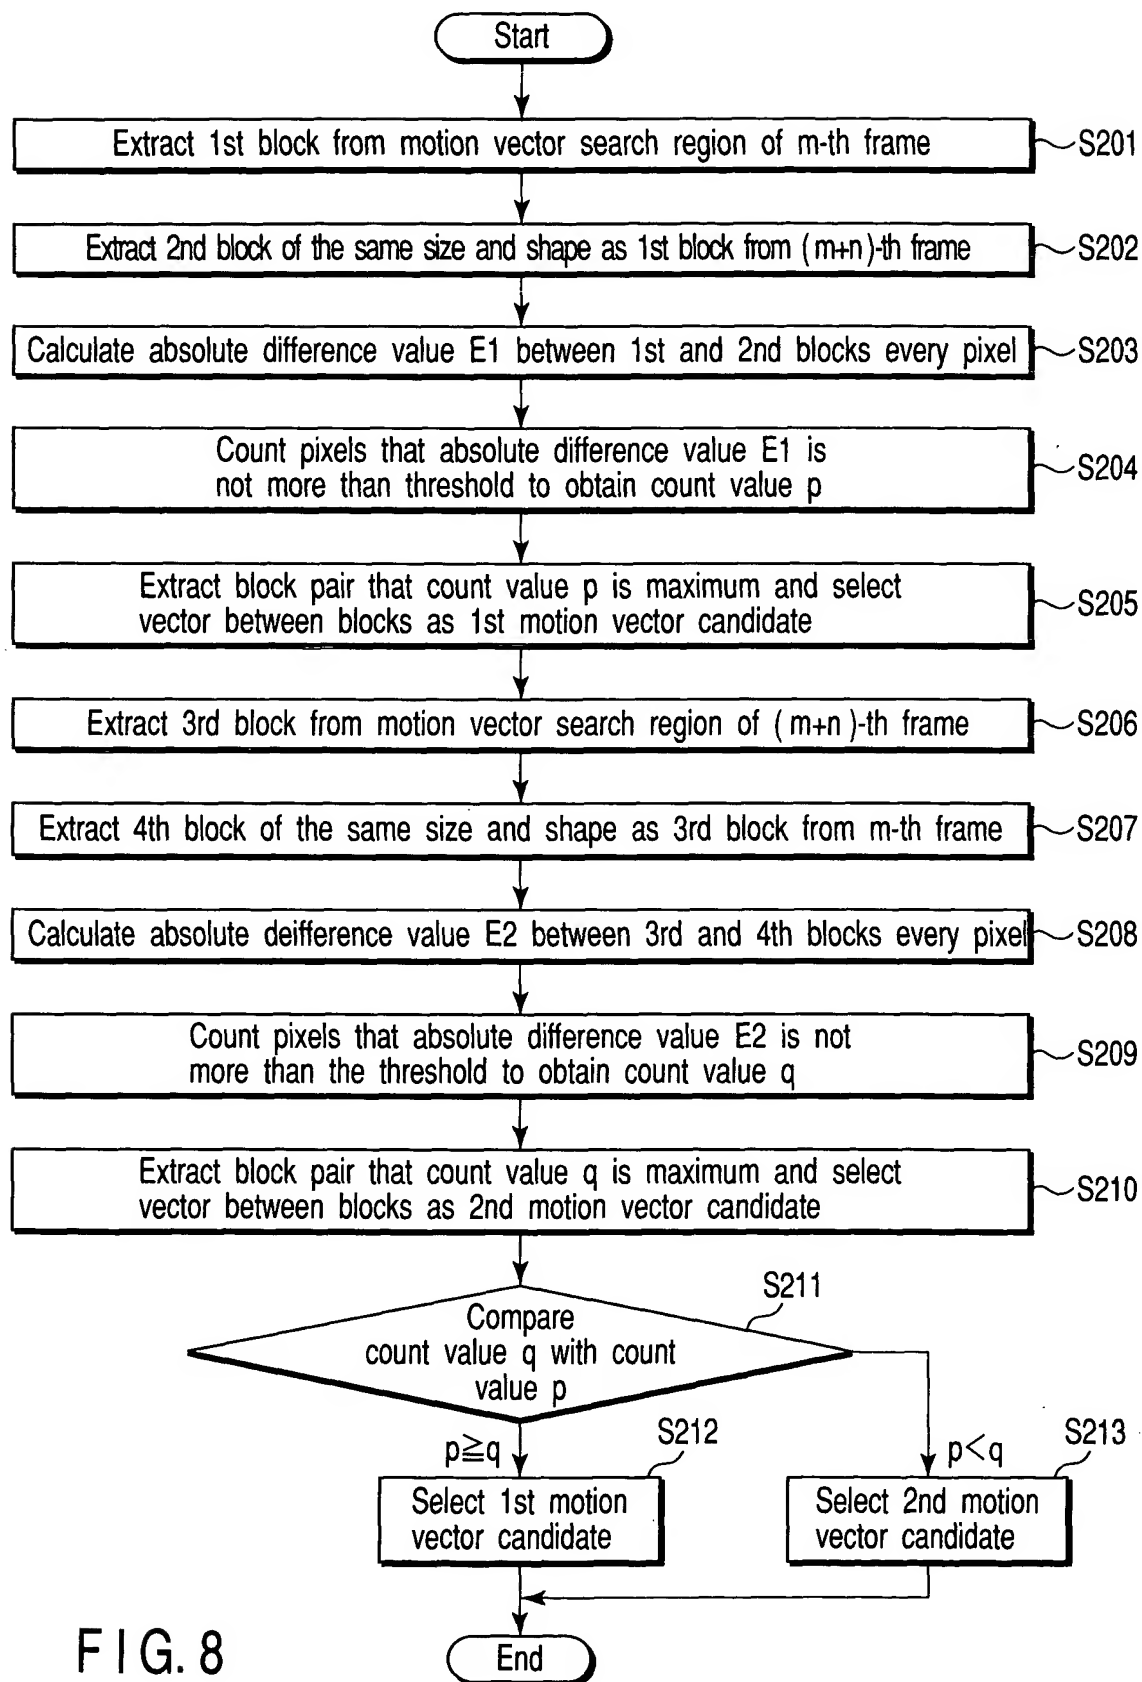 Start
Extract 1st block from motion vector search region of m-th frame
S201
Extract 2nd block of the same size and shape as 1st block from (m+n)-th frame
S202
Calculate absolute difference value E1 between 1st and 2nd blocks every pixel
S203
Count pixels that absolute difference value E1 is
not more than threshold to obtain count value p
S204
Extract block pair that count value p is maximum and select
vector between blocks as 1st motion vector candidate
S205
Extract 3rd block from motion vector search region of (m+n)-th frame
S206
Extract 4th block of the same size and shape as 3rd block from m-th frame
S207
Calculate absolute deifference value E2 between 3rd and 4th blocks every pixel
S208
Count pixels that absolute difference value E2 is not
more than the threshold to obtain count value q
S209
Extract block pair that count value q is maximum and select
vector between blocks as 2nd motion vector candidate
S210
S211
Compare
count value q with count
value p
p≧q
S212
p<q
S213
Select 1st motion
vector candidate
Select 2nd motion
vector candidate
End
FIG. 8